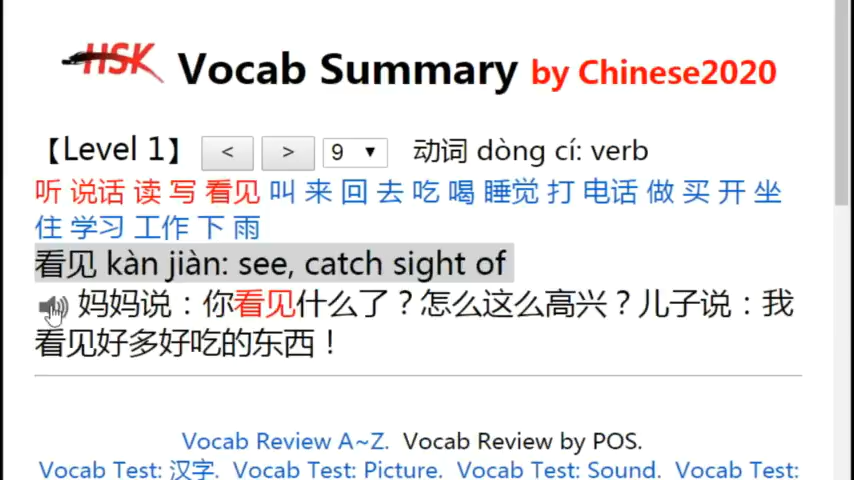 HSK Vocab Summary by Chinese2020
【Level 1】 < > 9 ▼ 动词 dòng cí: verb
听 说话 读 写 看见 叫 来 回 去 吃 喝 睡觉 打 电话 做 买 开 坐
住 学习 工作 下 雨
看见 kàn jiàn: see, catch sight of
妈妈说：你看见什么了？怎么这么高兴？儿子说：我
看见好多好吃的东西！
Vocab Review A~Z. Vocab Review by POS.
Vocab Test: 汉字. Vocab Test: Picture. Vocab Test: Sound. Vocab Test: